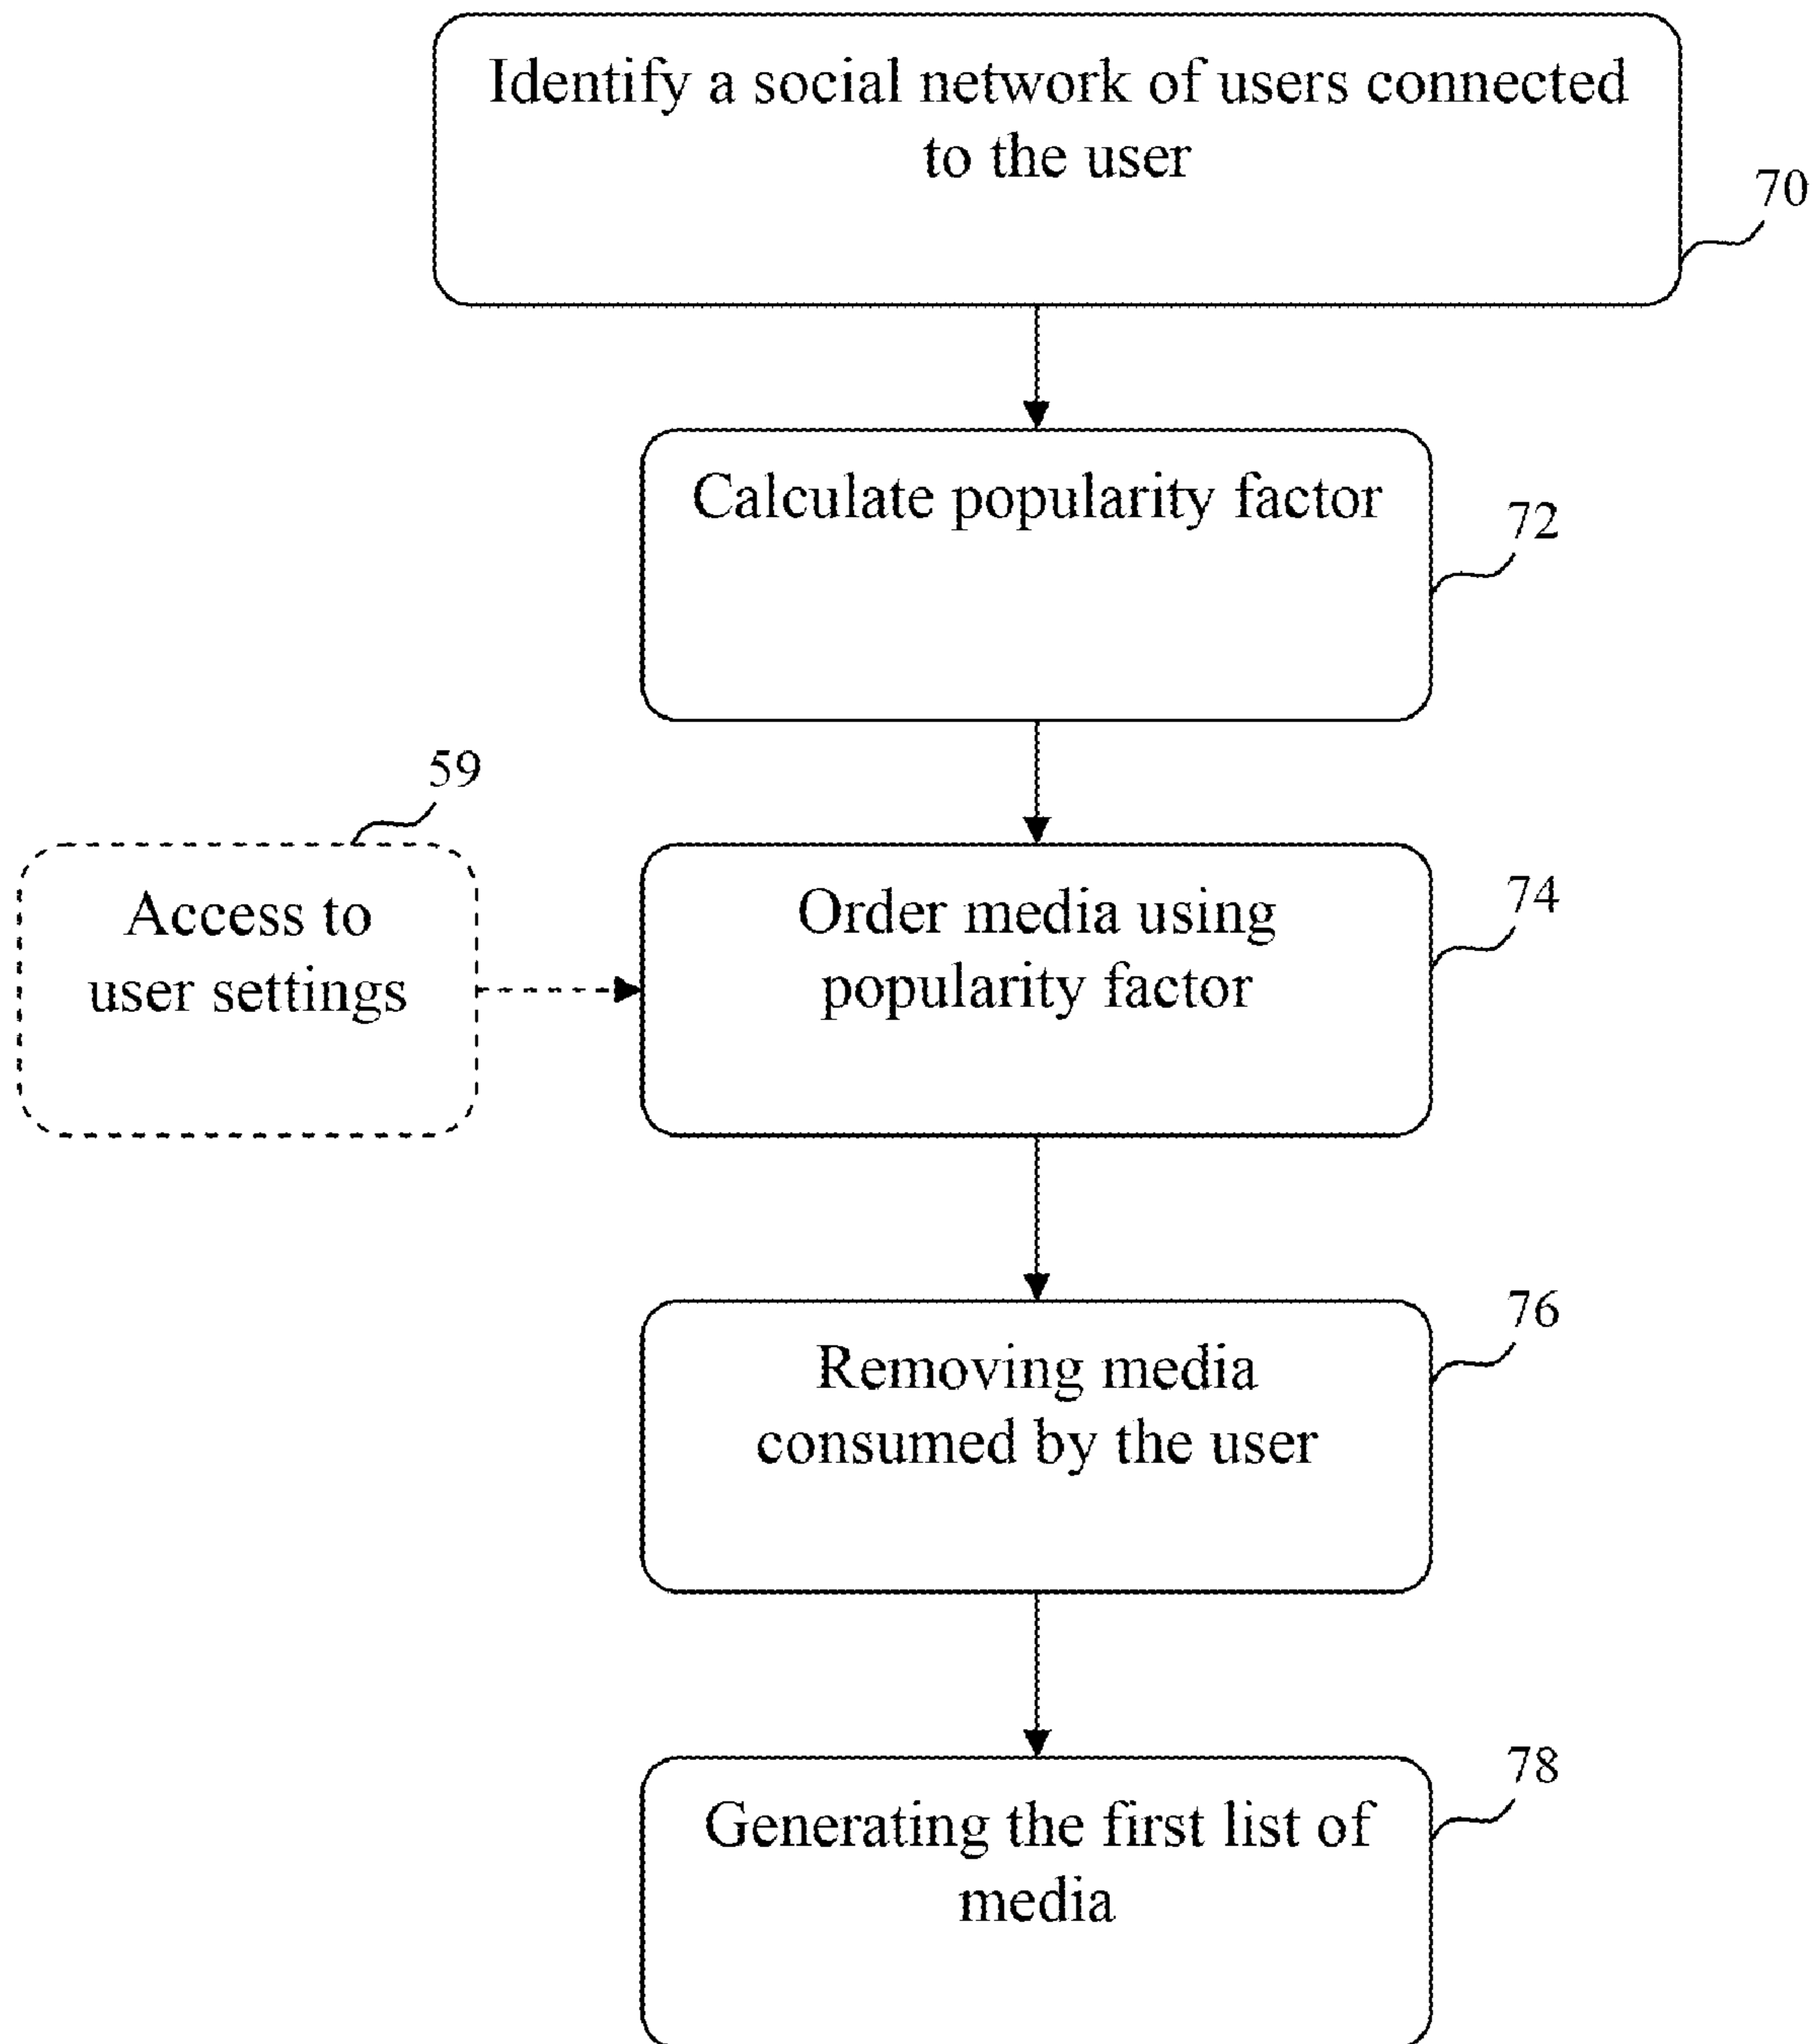 Identify a social network of users connected
to the user
70
Calculate popularity factor
72
59
Access to
user settings
Order media using
popularity factor
74
Removing media
consumed by the user
76
Generating the first list of
media
78